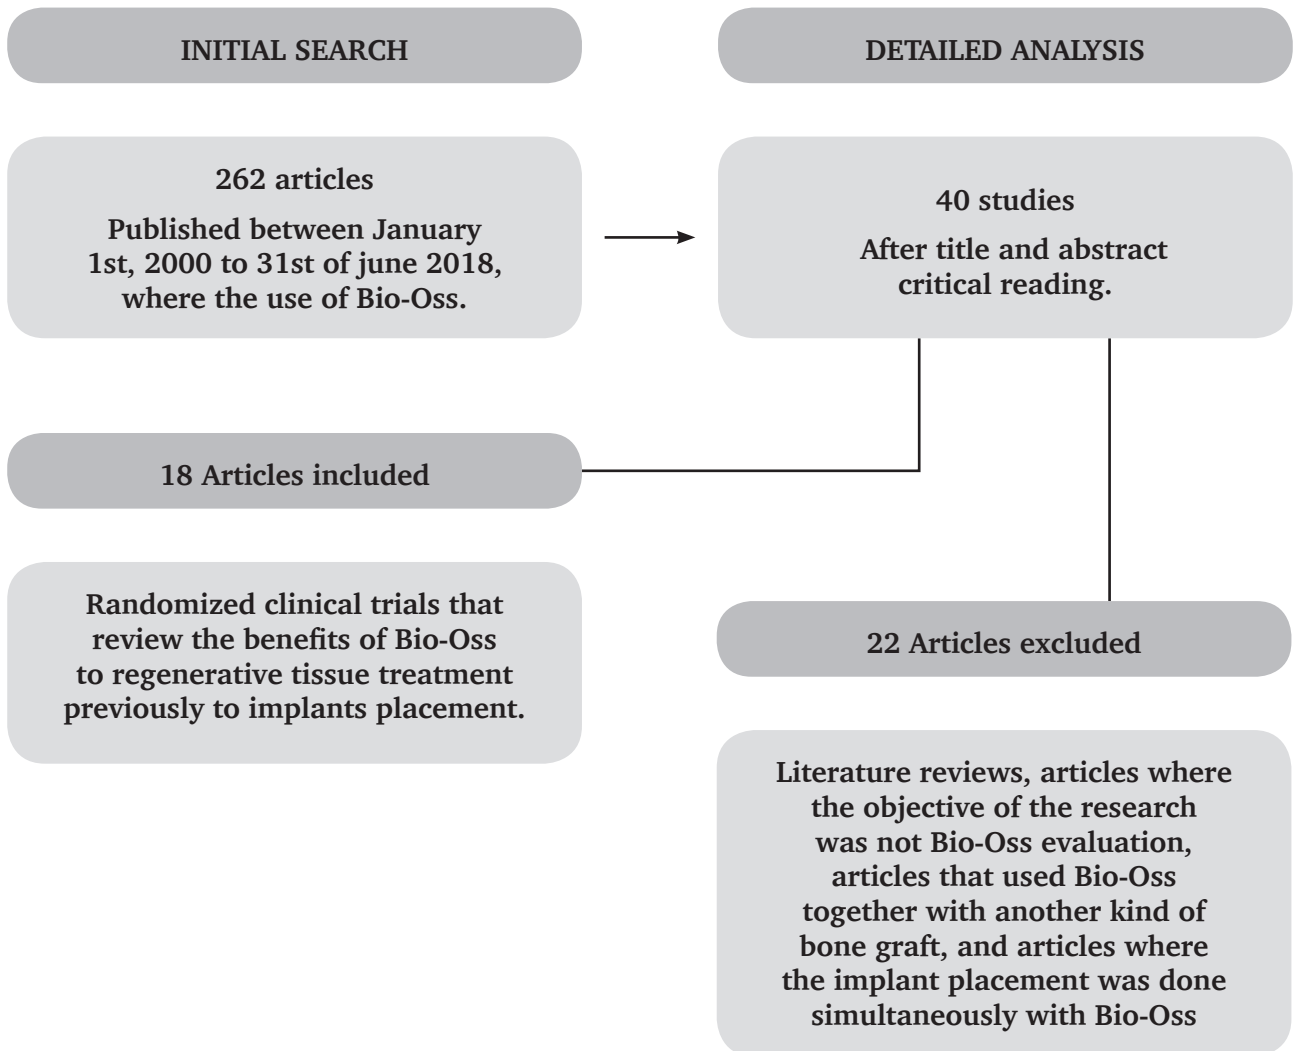 INITIAL SEARCH
262 articles
Published between January
1st, 2000 to 31st of june 2018,
where the use of Bio-Oss.
DETAILED ANALYSIS
40 studies
After title and abstract
critical reading.
18 Articles included
Randomized clinical trials that
review the benefits of Bio-Oss
to regenerative tissue treatment
previously to implants placement.
22 Articles excluded
Literature reviews, articles where
the objective of the research
was not Bio-Oss evaluation,
articles that used Bio-Oss
together with another kind of
bone graft, and articles where
the implant placement was done
simultaneously with Bio-Oss